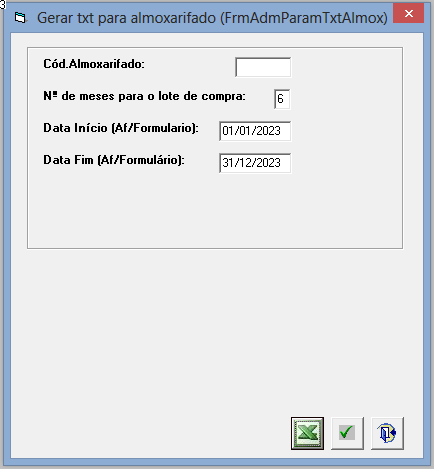 3
Gerar txt para almoxarifado (FrmAdmParamTxtAlmox)
Cód.Almoxarifado:
Nº de meses para o lote de compra: 6
Data Início (Af/Formulario): 01/01/2023
Data Fim (Af/Formulário): 31/12/2023